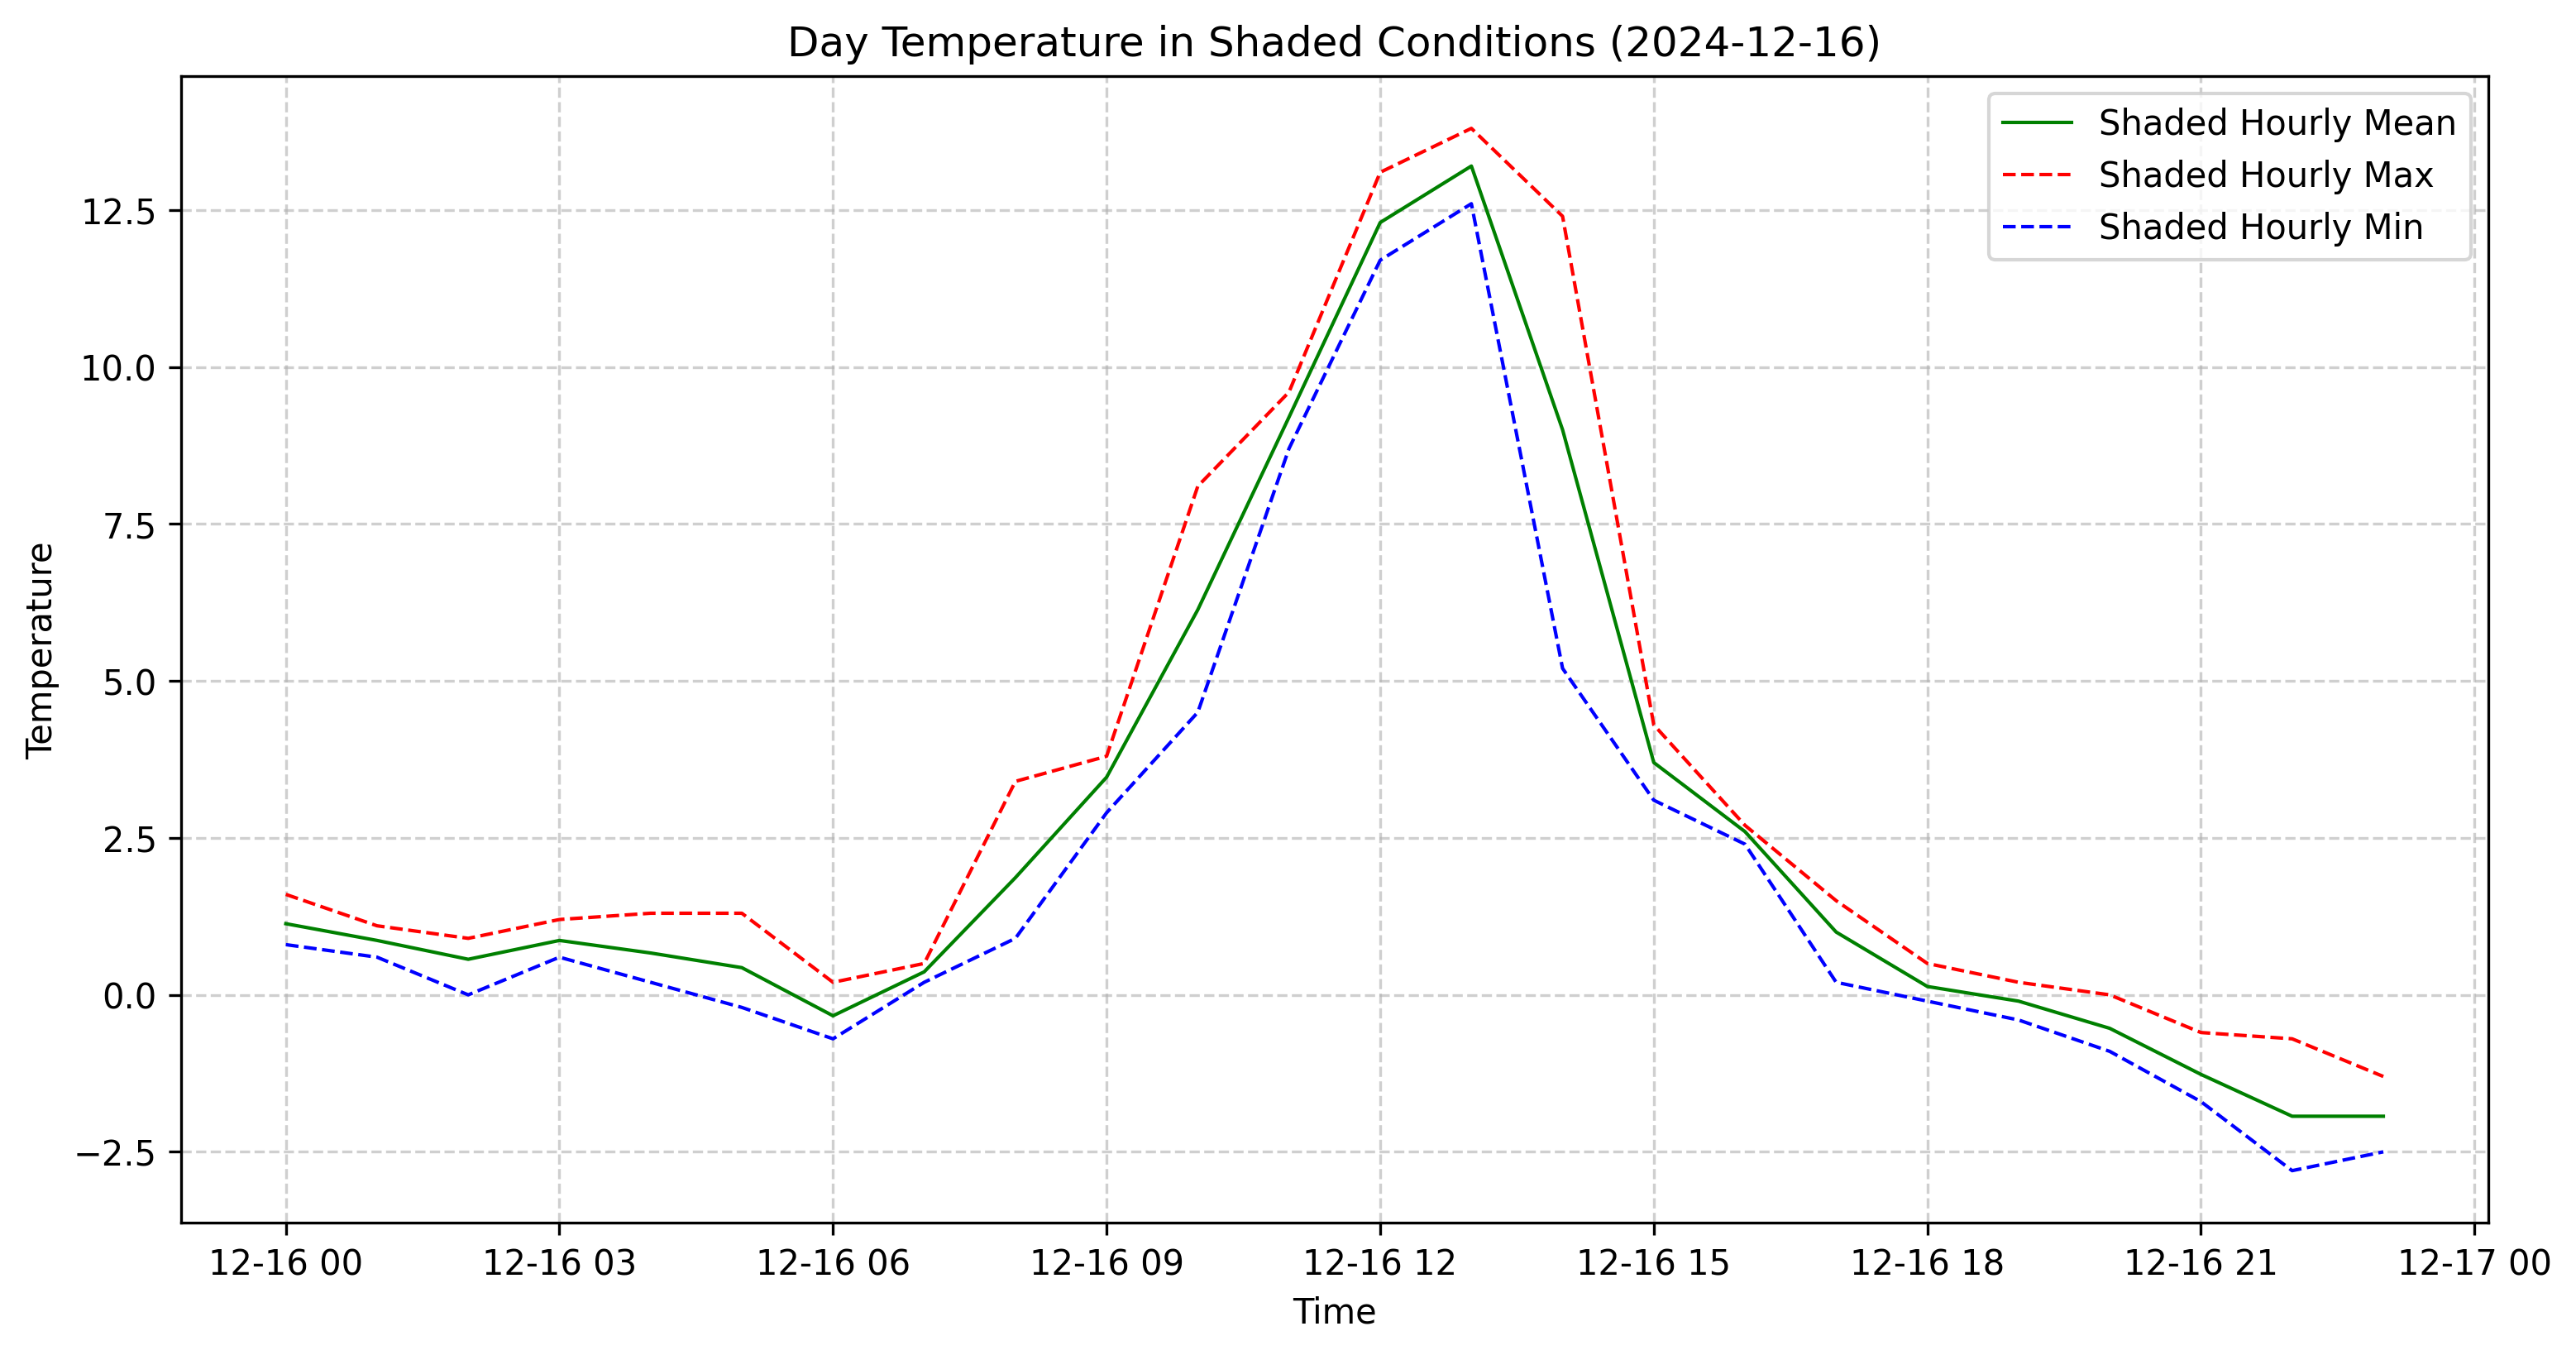 Day Temperature in Shaded Conditions (2024-12-16)
Shaded Hourly Mean
Shaded Hourly Max
Shaded Hourly Min
Temperature
12.5
10.0
7.5
5.0
2.5
0.0
−2.5
12-16 00 12-16 03 12-16 06 12-16 09 12-16 12 12-16 15 12-16 18 12-16 21 12-17 00
Time